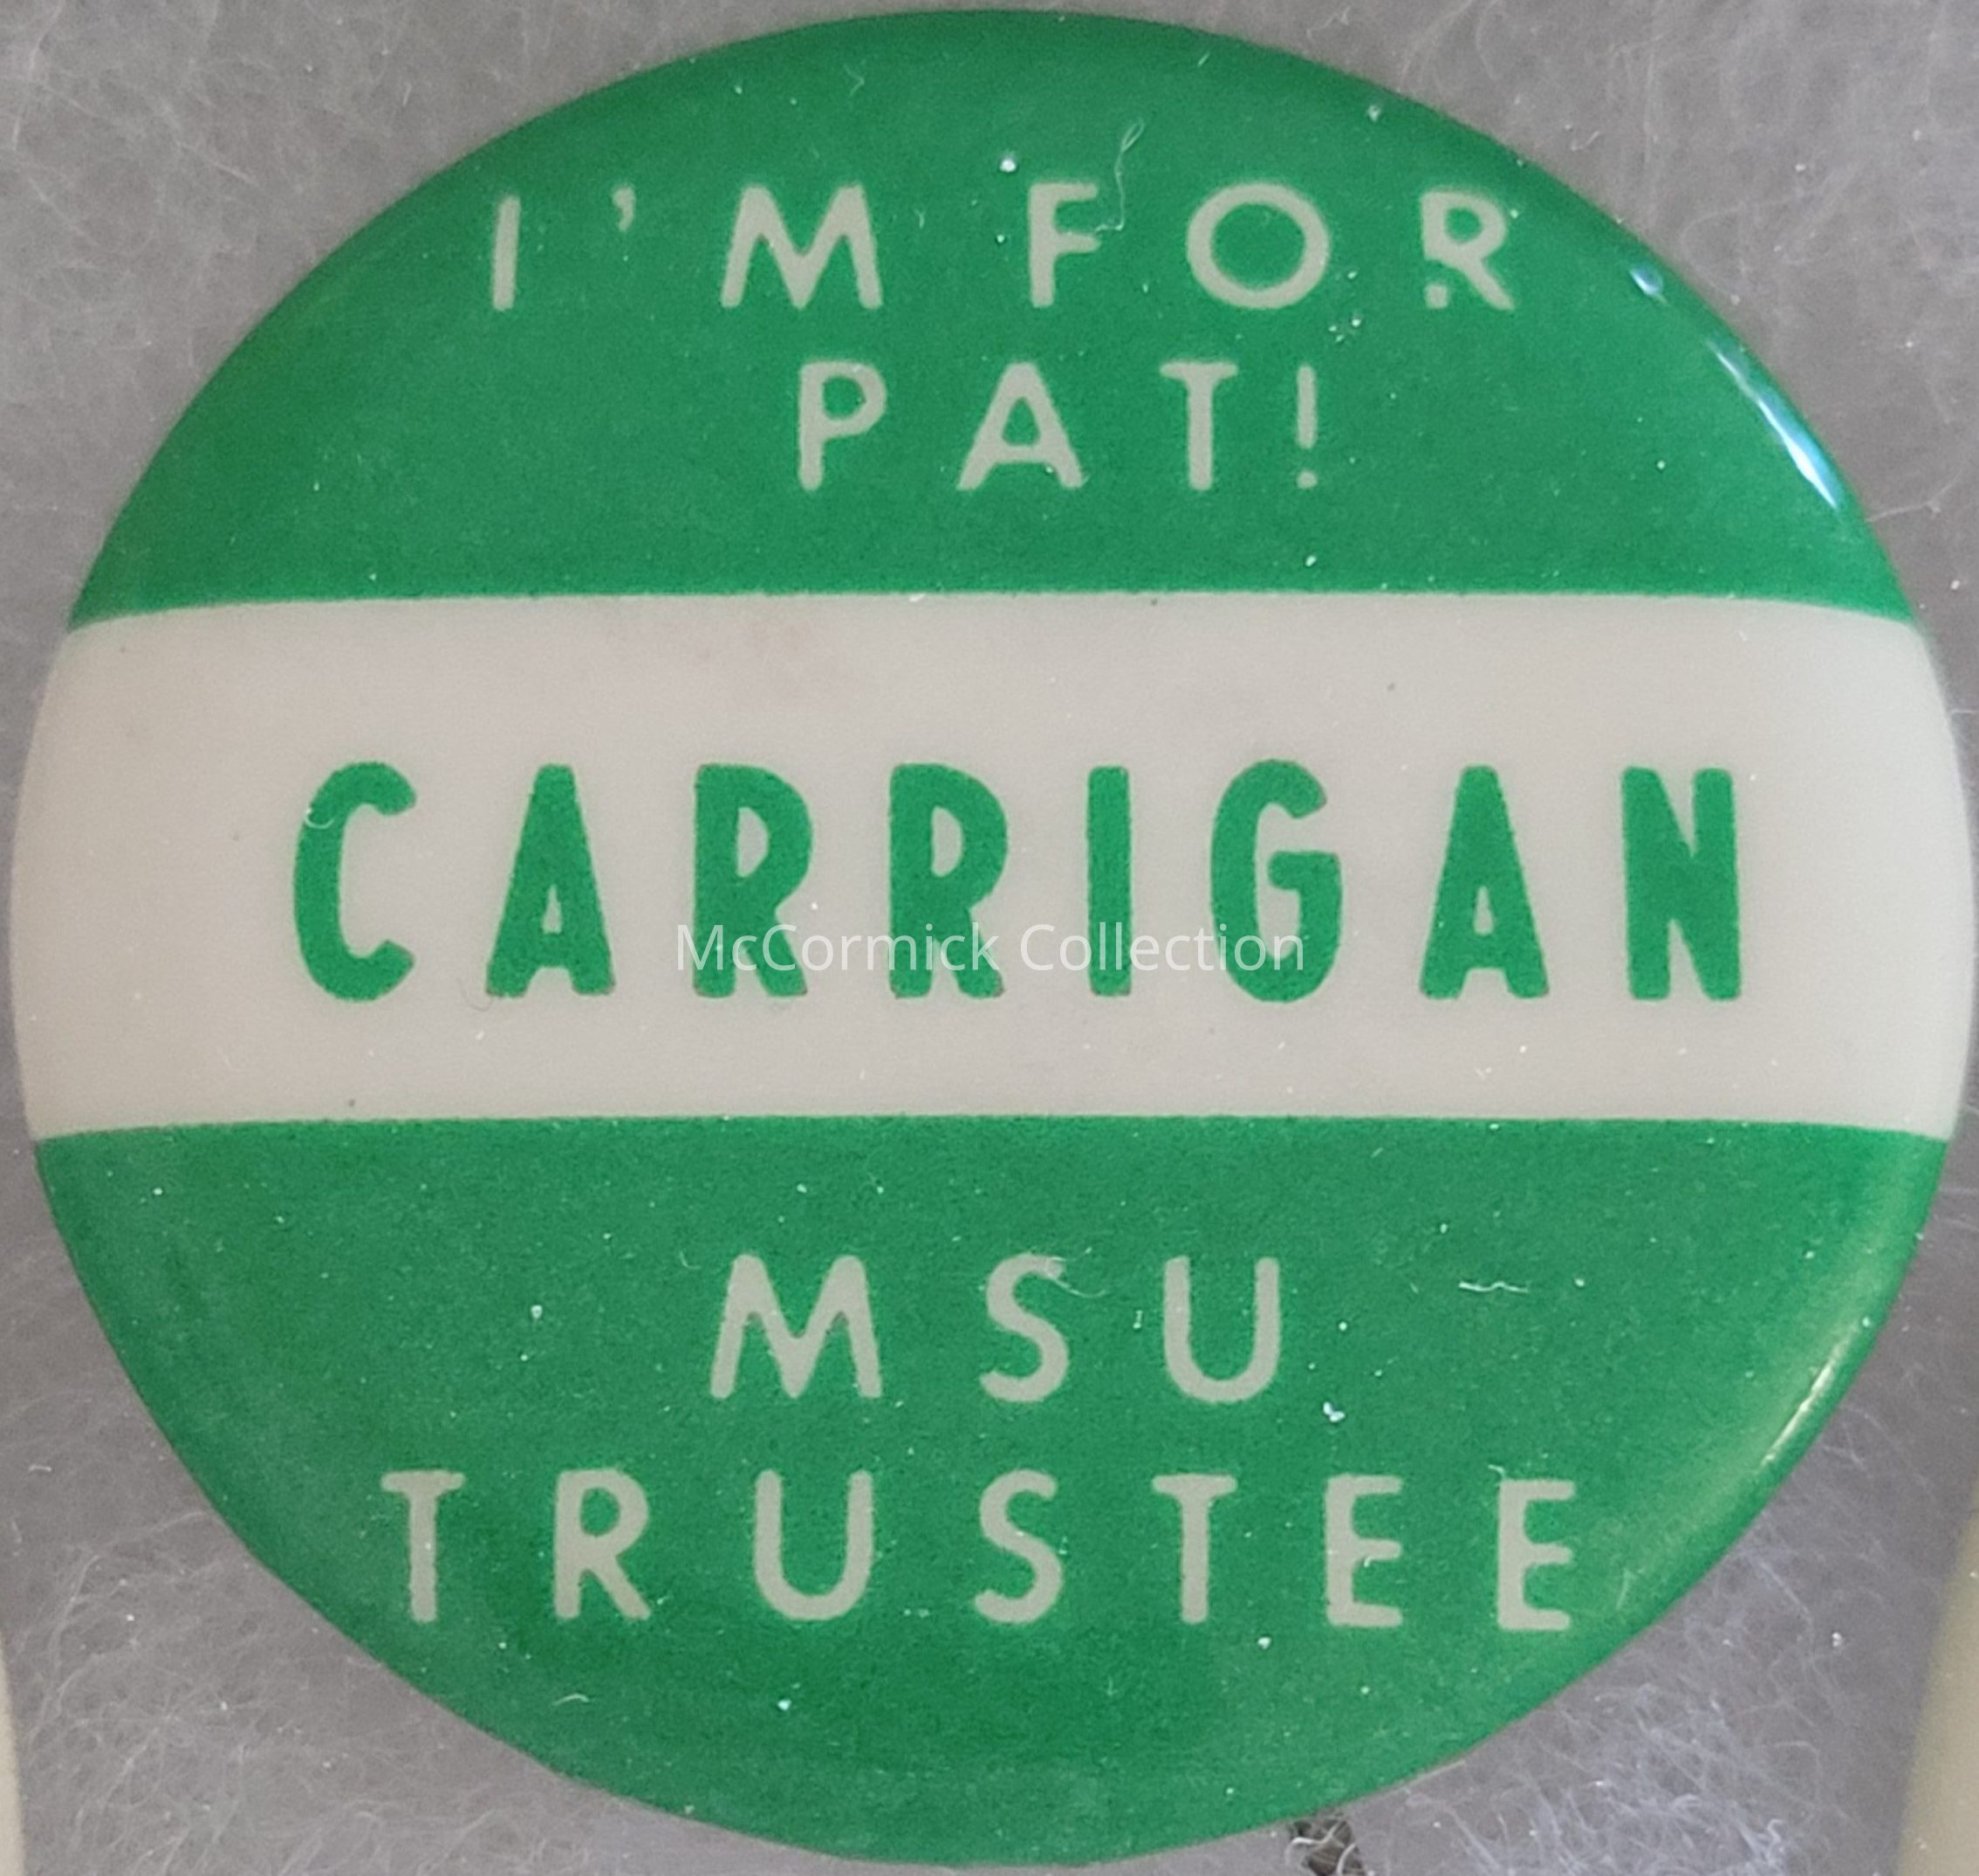 I'M FOR
PAT!
CARRIGAN
McCormick Collection
MSU
TRUSTEE